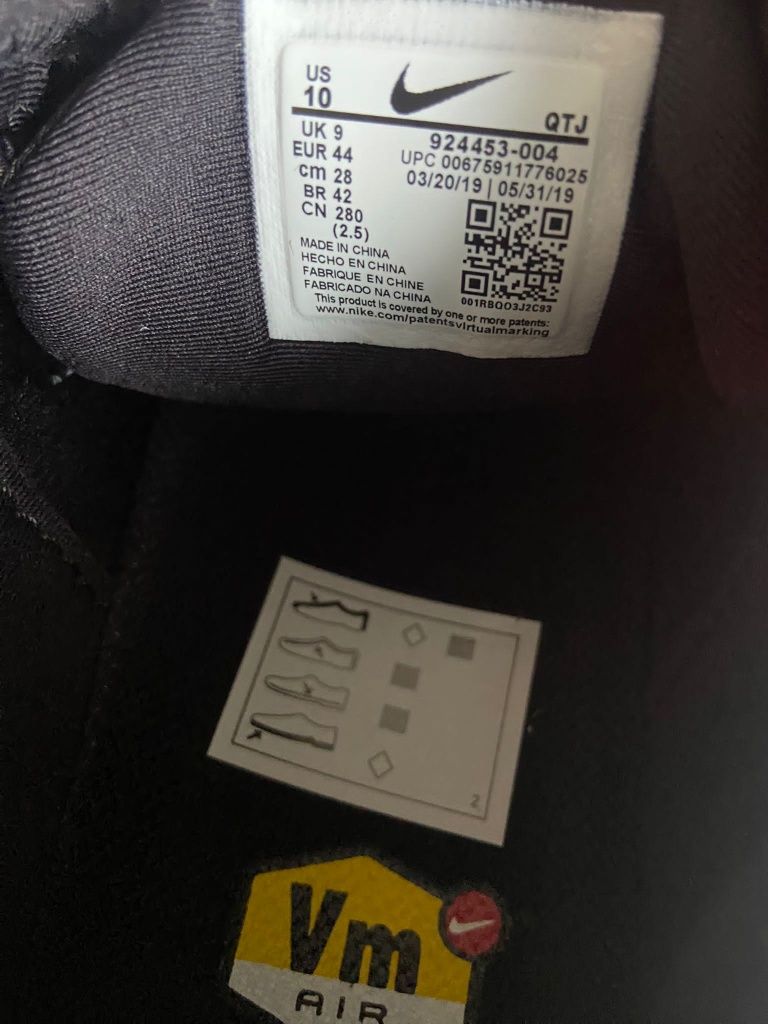 US
10
QTJ
UK 9
924453-004
EUR 44
UPC 00675911776025
cm 28
03/20/19 | 05/31/19
BR 42
CN 280
(2.5)
MADE IN CHINA
HECHO EN CHINA
FABRIQUE EN CHINE
FABRICADO NA CHINA
001RBQO3J2C93
This product is covered by one or more patents:
www.nike.com/patentsvirtualmarking
2
Vm
AIR